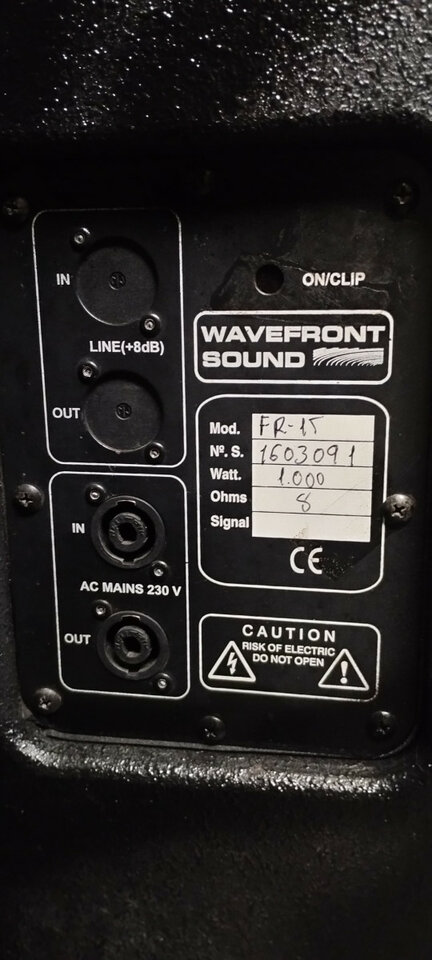 IN
ON/CLIP
LINE(+8dB)
WAVEFRONT
SOUND
OUT
Mod. FR-15
Nº. S. 1603091
Watt. 1.000
Ohms 8
Signal
IN
CE
AC MAINS 230 V
OUT
CAUTION
RISK OF ELECTRIC
DO NOT OPEN